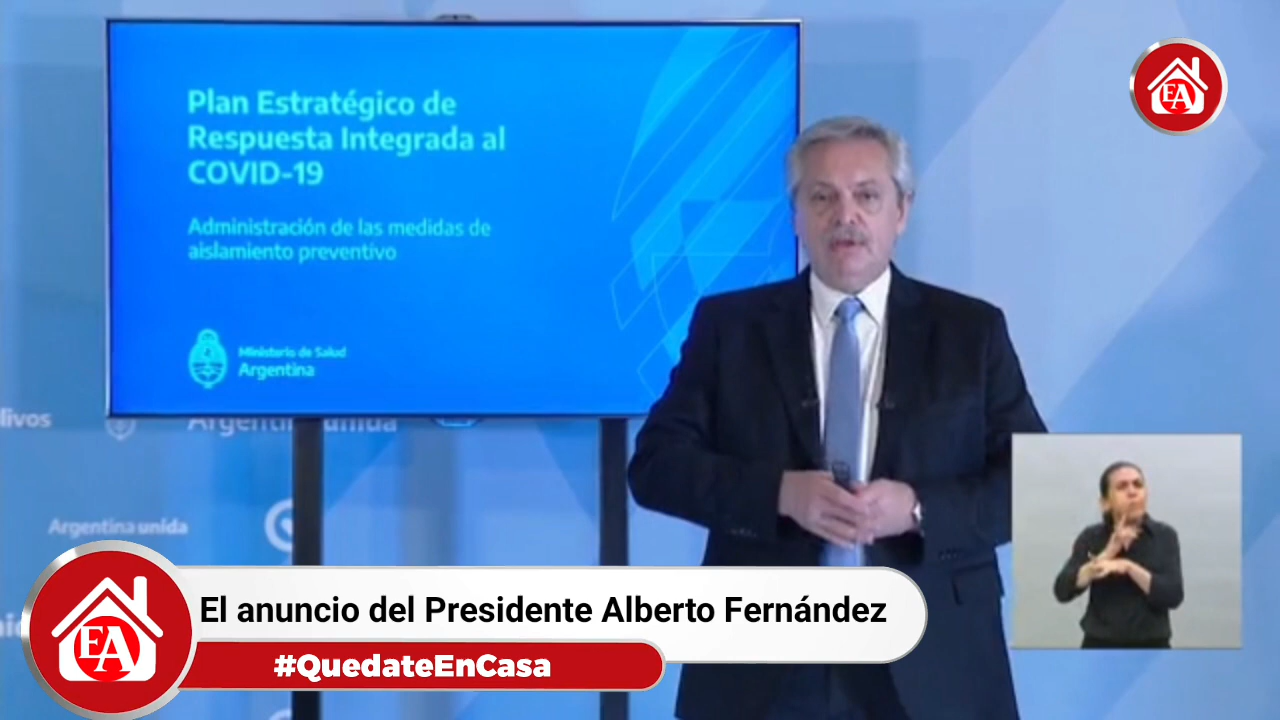 Plan Estratégico de
Respuesta Integrada al
COVID-19
Administración de las medidas de
aislamiento preventivo
Ministerio de Salud
Argentina
EA
Argentina unida
Argentina unida
El anuncio del Presidente Alberto Fernández
EA
#QuedateEnCasa